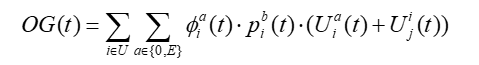 OG(t) = ∑_{i∈U} ∑_{a∈{0,E}} ϕ_i^a(t) · p_i^b(t) · (U_i^a(t) + U_j^i(t))